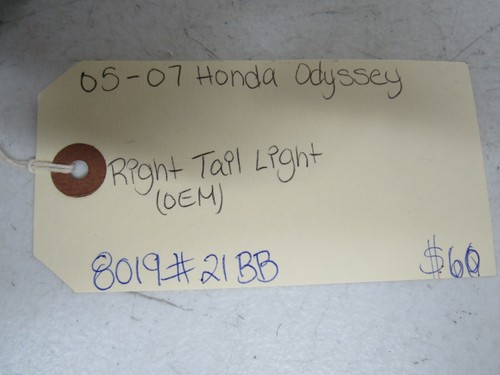 05-07 Honda Odyssey
Right Tail Light
(OEM)
8019#21BB $60